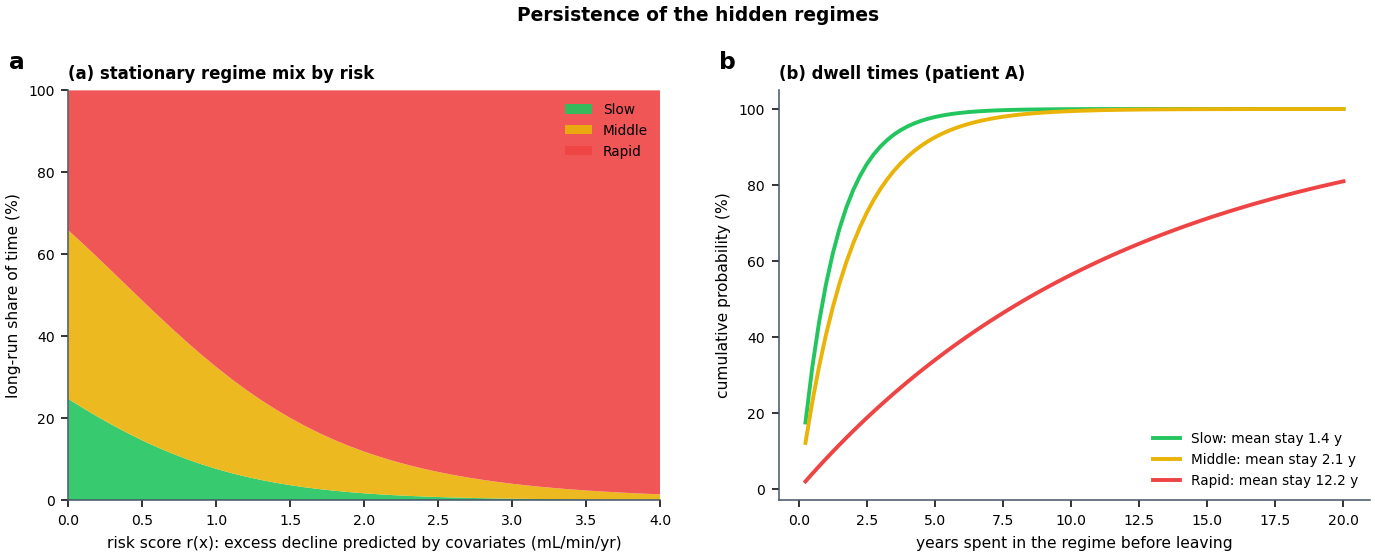 Persistence of the hidden regimes
a
(a) stationary regime mix by risk
long-run share of time (%)
100
80
60
40
20
0
Slow
Middle
Rapid
0.0 0.5 1.0 1.5 2.0 2.5 3.0 3.5 4.0
risk score r(x): excess decline predicted by covariates (mL/min/yr)
b
(b) dwell times (patient A)
cumulative probability (%)
100
80
60
40
20
0
Slow: mean stay 1.4 y
Middle: mean stay 2.1 y
Rapid: mean stay 12.2 y
0.0 2.5 5.0 7.5 10.0 12.5 15.0 17.5 20.0
years spent in the regime before leaving